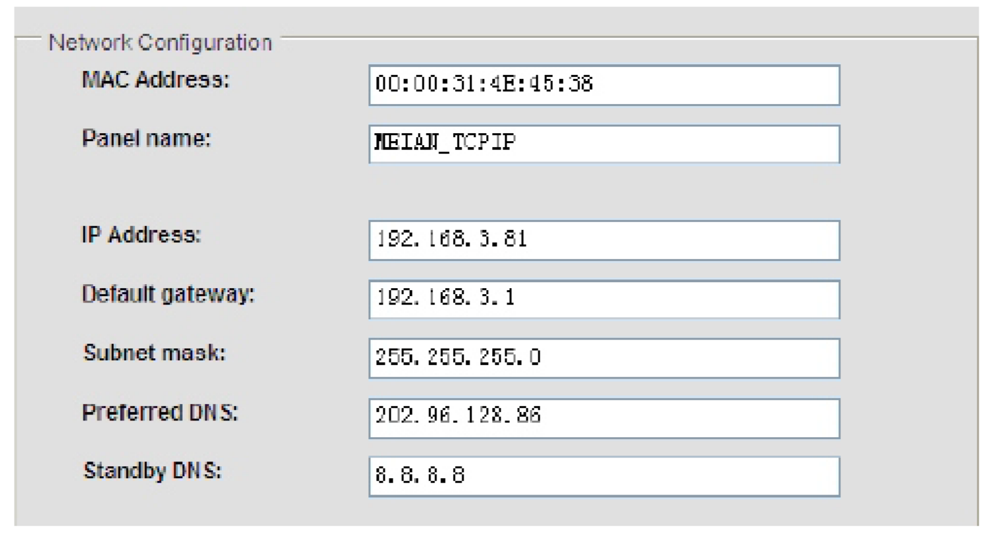 Network Configuration
MAC Address: 00:00:31:4E:45:38
Panel name: MEIAN_TCPIP
IP Address: 192.168.3.81
Default gateway: 192.168.3.1
Subnet mask: 255.255.255.0
Preferred DNS: 202.96.128.86
Standby DNS: 8.8.8.8